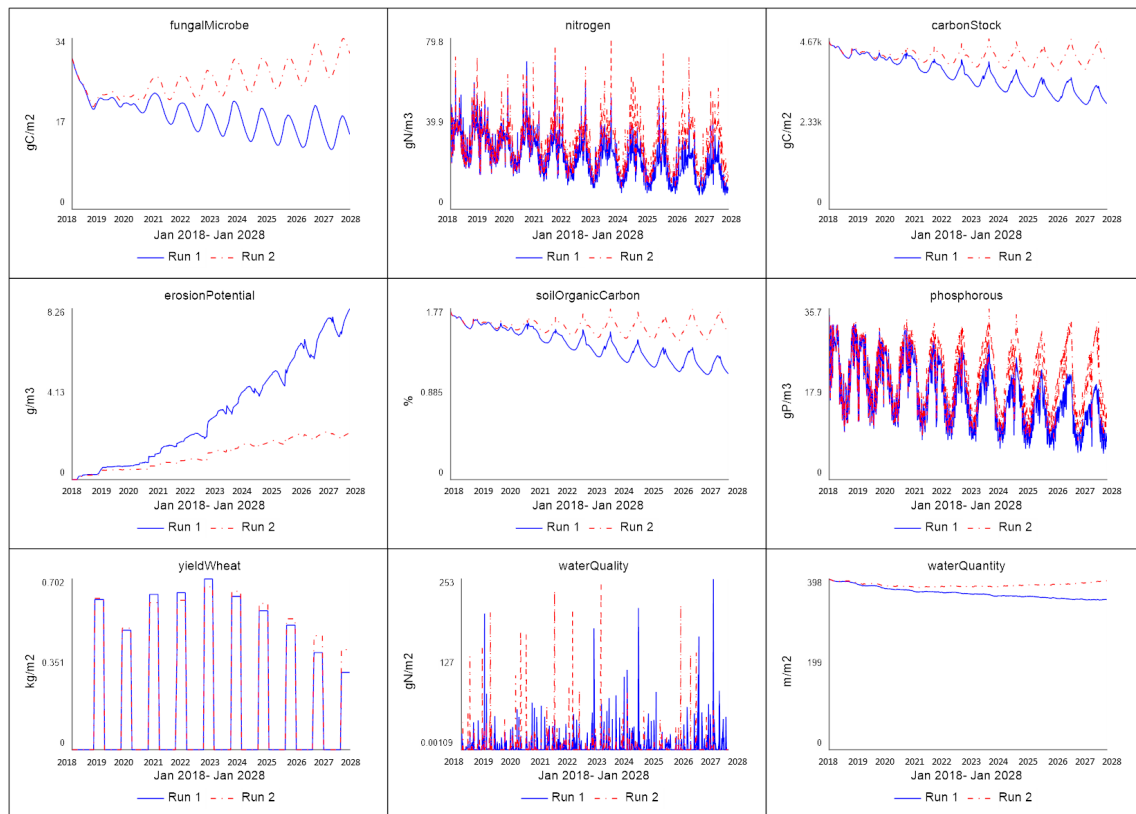 fungalMicrobe
34
17
0
gC/m2
2018 2019 2020 2021 2022 2023 2024 2025 2026 2027 2028
Jan 2018- Jan 2028
Run 1 Run 2
nitrogen
79.8
39.9
0
gN/m3
2018 2019 2020 2021 2022 2023 2024 2025 2026 2027 2028
Jan 2018- Jan 2028
Run 1 Run 2
carbonStock
4.67k
2.33k
0
gC/m2
2018 2019 2020 2021 2022 2023 2024 2025 2026 2027 2028
Jan 2018- Jan 2028
Run 1 Run 2
erosionPotential
8.26
4.13
0
g/m3
2018 2019 2020 2021 2022 2023 2024 2025 2026 2027 2028
Jan 2018- Jan 2028
Run 1 Run 2
soilOrganicCarbon
1.77
0.885
0
%
2018 2019 2020 2021 2022 2023 2024 2025 2026 2027 2028
Jan 2018- Jan 2028
Run 1 Run 2
phosphorous
35.7
17.9
0
gP/m3
2018 2019 2020 2021 2022 2023 2024 2025 2026 2027 2028
Jan 2018- Jan 2028
Run 1 Run 2
yieldWheat
0.702
0.351
0
kg/m2
2018 2019 2020 2021 2022 2023 2024 2025 2026 2027 2028
Jan 2018- Jan 2028
Run 1 Run 2
waterQuality
253
127
0.00109
gN/m2
2018 2019 2020 2021 2022 2023 2024 2025 2026 2027 2028
Jan 2018- Jan 2028
Run 1 Run 2
waterQuantity
398
199
0
m/m2
2018 2019 2020 2021 2022 2023 2024 2025 2026 2027 2028
Jan 2018- Jan 2028
Run 1 Run 2